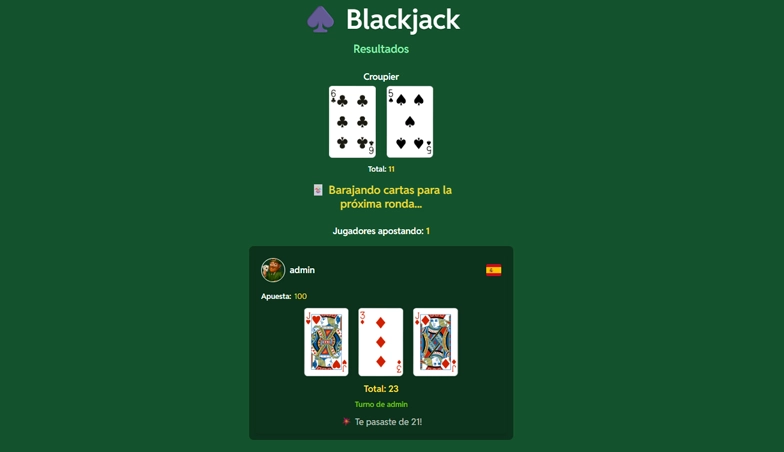 Blackjack
Resultados
Croupier
6 9
5 5
Total: 11
Barajando cartas para la
próxima ronda...
Jugadores apostando: 1
admin
Apuesta: 100
J J
3 3
J J
Total: 23
Turno de admin
Te pasaste de 21!